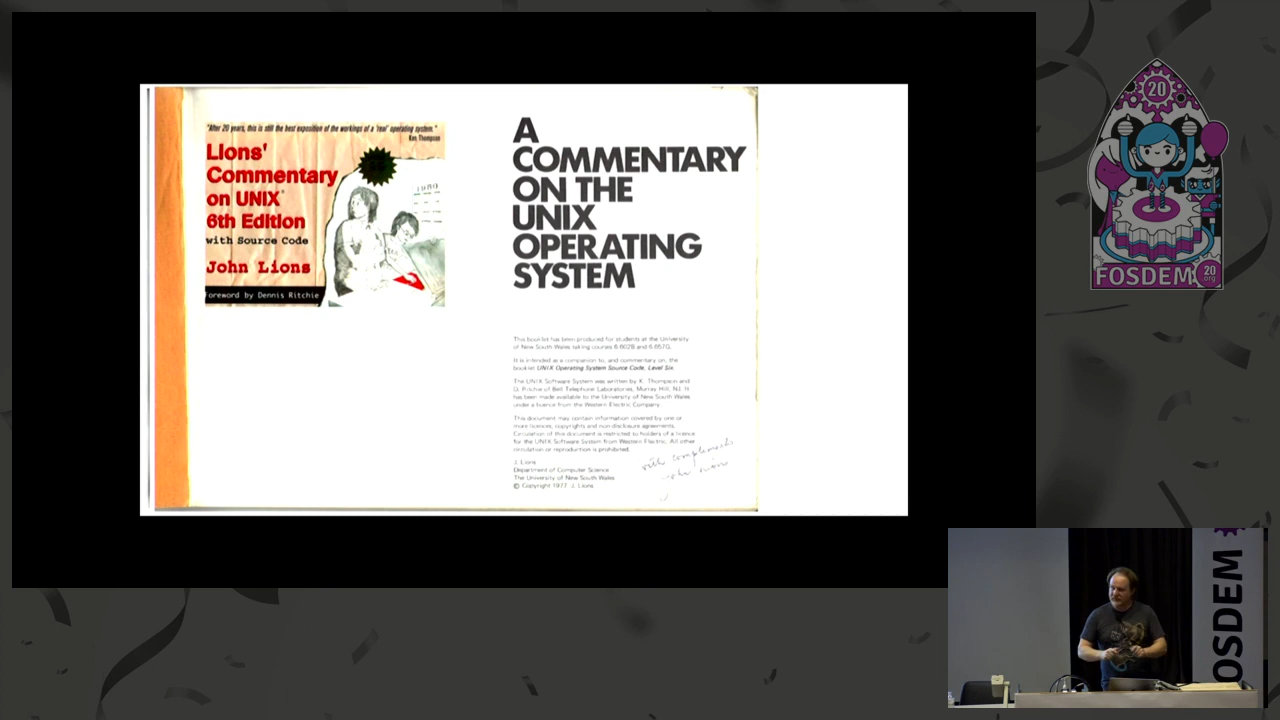 "After 20 years, this is still the best exposition of the workings of a 'real' operating system."
Ken Thompson
Lions'
Commentary
on UNIX®
6th Edition
with Source Code
John Lions
Foreword by Dennis Ritchie
A
COMMENTARY
ON THE
UNIX
OPERATING
SYSTEM
This booklet has been produced for students at the University
of New South Wales taking courses 6.602B and 6.657G.
It is intended as a companion to, and commentary on, the
booklet UNIX Operating System Source Code, Level Six.
The UNIX Software System was written by K. Thompson and
D. Ritchie of Bell Telephone Laboratories, Murray Hill, NJ. It
has been made available to the University of New South Wales
under a licence from the Western Electric Company.
This document may contain information covered by one or
more licences, copyrights and non-disclosure agreements.
Circulation of this document is restricted to holders of a licence
for the UNIX Software System from Western Electric. All other
circulation or reproduction is prohibited.
J. Lions
Department of Computer Science
The University of New South Wales
© Copyright 1977 J. Lions
with compliments
John Lions
20
FOSDEM
20
.org
OSDEM